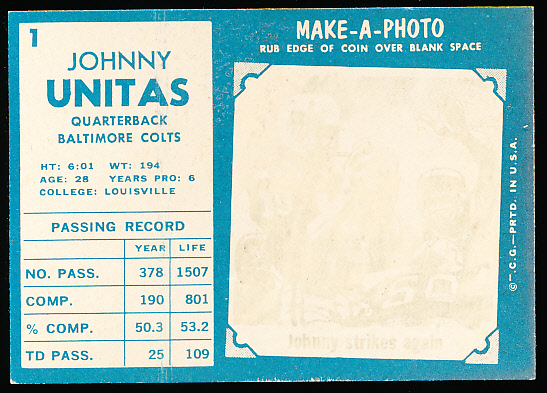 1
JOHNNY
UNITAS
QUARTERBACK
BALTIMORE COLTS
HT: 6:01 WT: 194
AGE: 28 YEARS PRO: 6
COLLEGE: LOUISVILLE
PASSING RECORD
YEAR LIFE
NO. PASS. 378 1507
COMP. 190 801
% COMP. 50.3 53.2
TD PASS. 25 109
MAKE-A-PHOTO
RUB EDGE OF COIN OVER BLANK SPACE
Johnny strikes again
© T.C.G.—PRTD. IN U.S.A.